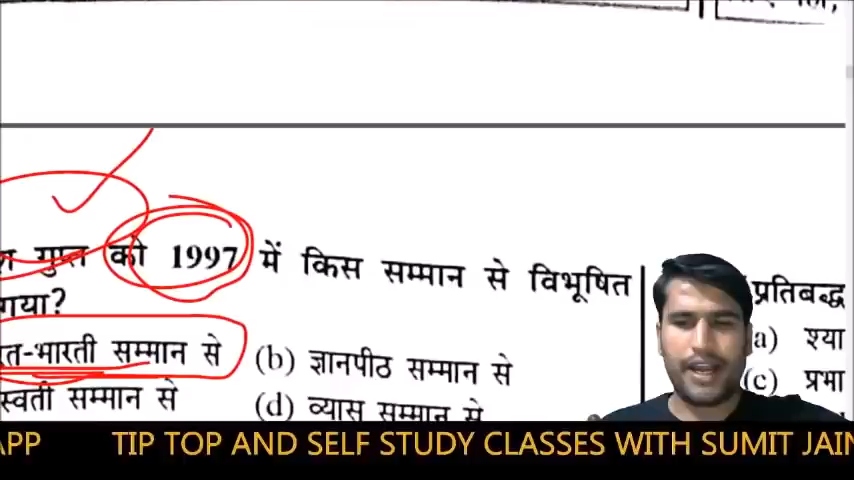 गुप्त को 1997 में किस सम्मान से विभूषित
गया?
त-भारती सम्मान से (b) ज्ञानपीठ सम्मान से
स्वती सम्मान से (d) व्यास सम्मान से
प्रतिबद्ध
a) श्या
(c) प्रभा
APP TIP TOP AND SELF STUDY CLASSES WITH SUMIT JAIN